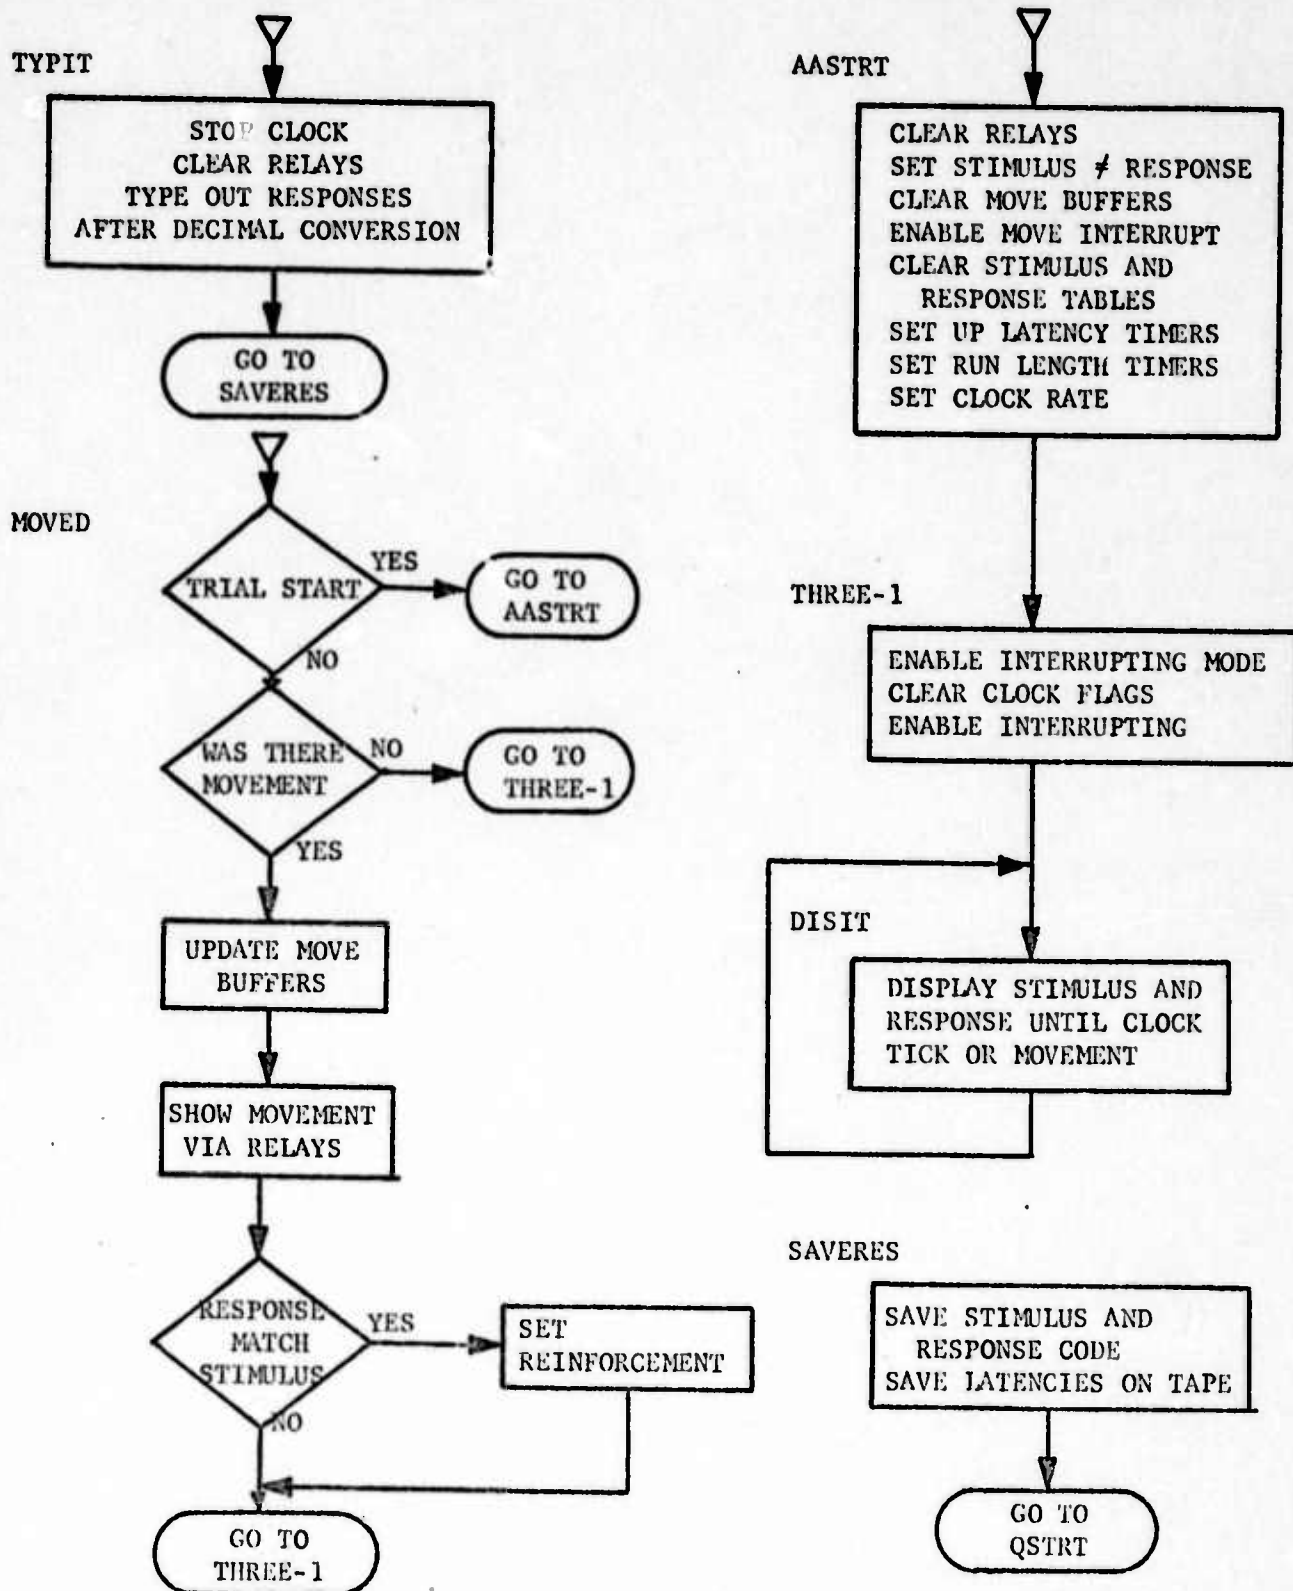 TYPIT
STOP CLOCK
CLEAR RELAYS
TYPE OUT RESPONSES
AFTER DECIMAL CONVERSION
GO TO
SAVERES
MOVED
TRIAL START
YES
GO TO
AASTRT
NO
WAS THERE
MOVEMENT
NO
GO TO
THREE-1
YES
UPDATE MOVE
BUFFERS
SHOW MOVEMENT
VIA RELAYS
RESPONSE
MATCH
STIMULUS
YES
SET
REINFORCEMENT
NO
GO TO
THREE-1
AASTRT
CLEAR RELAYS
SET STIMULUS ≠ RESPONSE
CLEAR MOVE BUFFERS
ENABLE MOVE INTERRUPT
CLEAR STIMULUS AND
RESPONSE TABLES
SET UP LATENCY TIMERS
SET RUN LENGTH TIMERS
SET CLOCK RATE
THREE-1
ENABLE INTERRUPTING MODE
CLEAR CLOCK FLAGS
ENABLE INTERRUPTING
DISIT
DISPLAY STIMULUS AND
RESPONSE UNTIL CLOCK
TICK OR MOVEMENT
SAVERES
SAVE STIMULUS AND
RESPONSE CODE
SAVE LATENCIES ON TAPE
GO TO
QSTRT